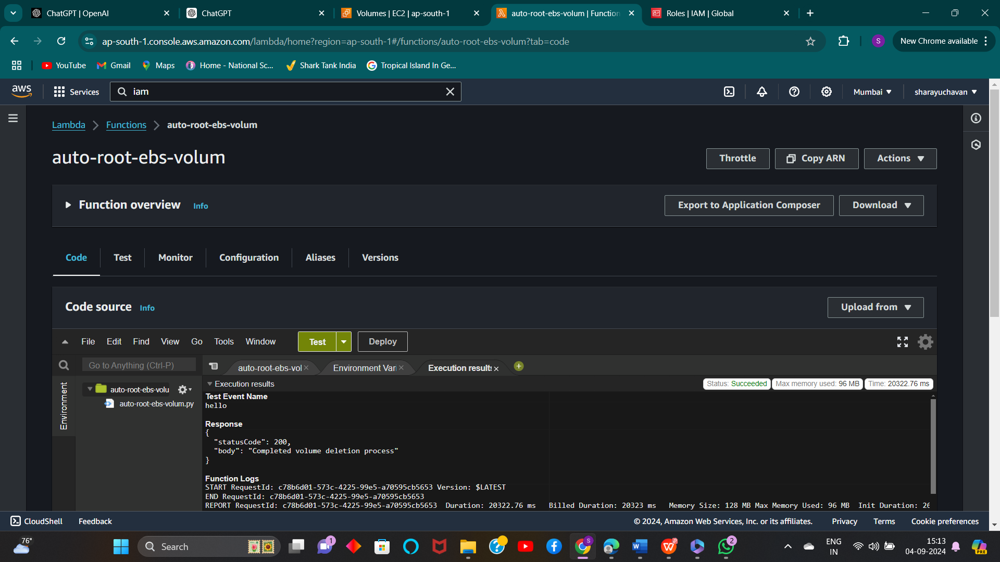 ChatGPT | OpenAI
ChatGPT
Volumes | EC2 | ap-south-1
auto-root-ebs-volum | Function
Roles | IAM | Global
ap-south-1.console.aws.amazon.com/lambda/home?region=ap-south-1#/functions/auto-root-ebs-volum?tab=code
S
New Chrome available
YouTube
Gmail
Maps
Home - National Sc...
Shark Tank India
Tropical Island In Ge...
aws
Services
iam
Mumbai
sharayuchavan
Lambda
Functions
auto-root-ebs-volum
auto-root-ebs-volum
Throttle
Copy ARN
Actions
Function overview Info
Export to Application Composer
Download
Code
Test
Monitor
Configuration
Aliases
Versions
Code source Info
Upload from
File Edit Find View Go Tools Window
Test
Deploy
Go to Anything (Ctrl-P)
auto-root-ebs-vol
Environment Vari
Execution results
Environment
auto-root-ebs-volu
auto-root-ebs-volum.py
Execution results
Status: Succeeded
Max memory used: 96 MB
Time: 20322.76 ms
Test Event Name
hello
Response
{
"statusCode": 200,
"body": "Completed volume deletion process"
}
Function Logs
START RequestId: c78b6d01-573c-4225-99e5-a70595cb5653 Version: $LATEST
END RequestId: c78b6d01-573c-4225-99e5-a70595cb5653
REPORT RequestId: c78b6d01-573c-4225-99e5-a70595cb5653 Duration: 20322.76 ms Billed Duration: 20323 ms Memory Size: 128 MB Max Memory Used: 96 MB Init Duration: 26
CloudShell
Feedback
© 2024, Amazon Web Services, Inc. or its affiliates.
Privacy
Terms
Cookie preferences
76°
Search
1
S
2
ENG
IN
15:13
04-09-2024
PRE